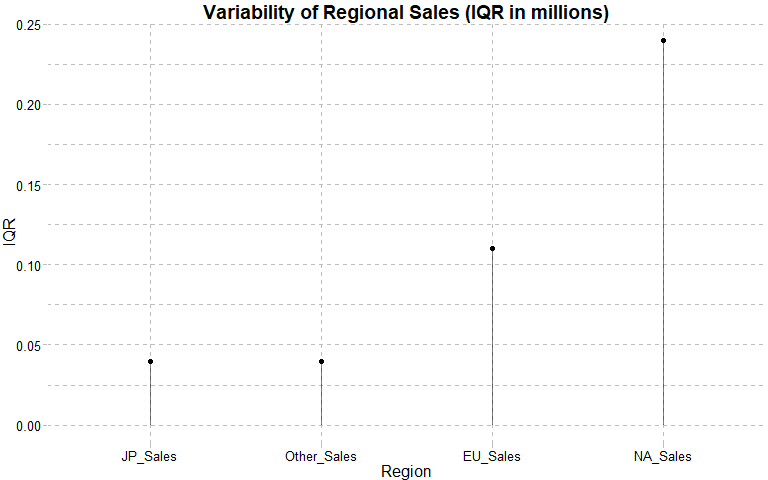 Variability of Regional Sales (IQR in millions)
0.25
0.20
0.15
0.10
0.05
0.00
IQR
JP_Sales Other_Sales EU_Sales NA_Sales
Region